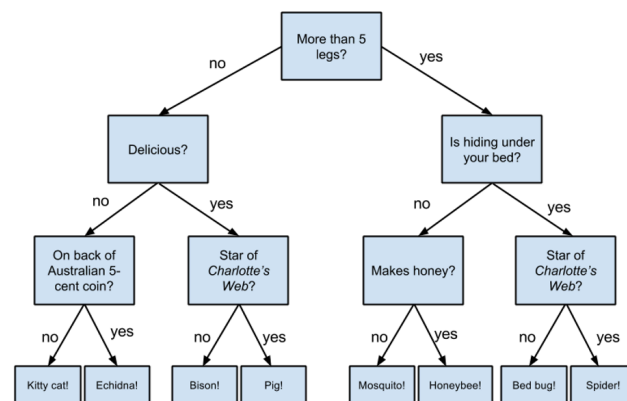 More than 5
legs?
no
yes
Delicious?
Is hiding under
your bed?
no
yes
no
yes
On back of
Australian 5-
cent coin?
Star of
Charlotte's
Web?
Makes honey?
Star of
Charlotte's
Web?
no
yes
no
yes
no
yes
no
yes
Kitty cat!
Echidna!
Bison!
Pig!
Mosquito!
Honeybee!
Bed bug!
Spider!